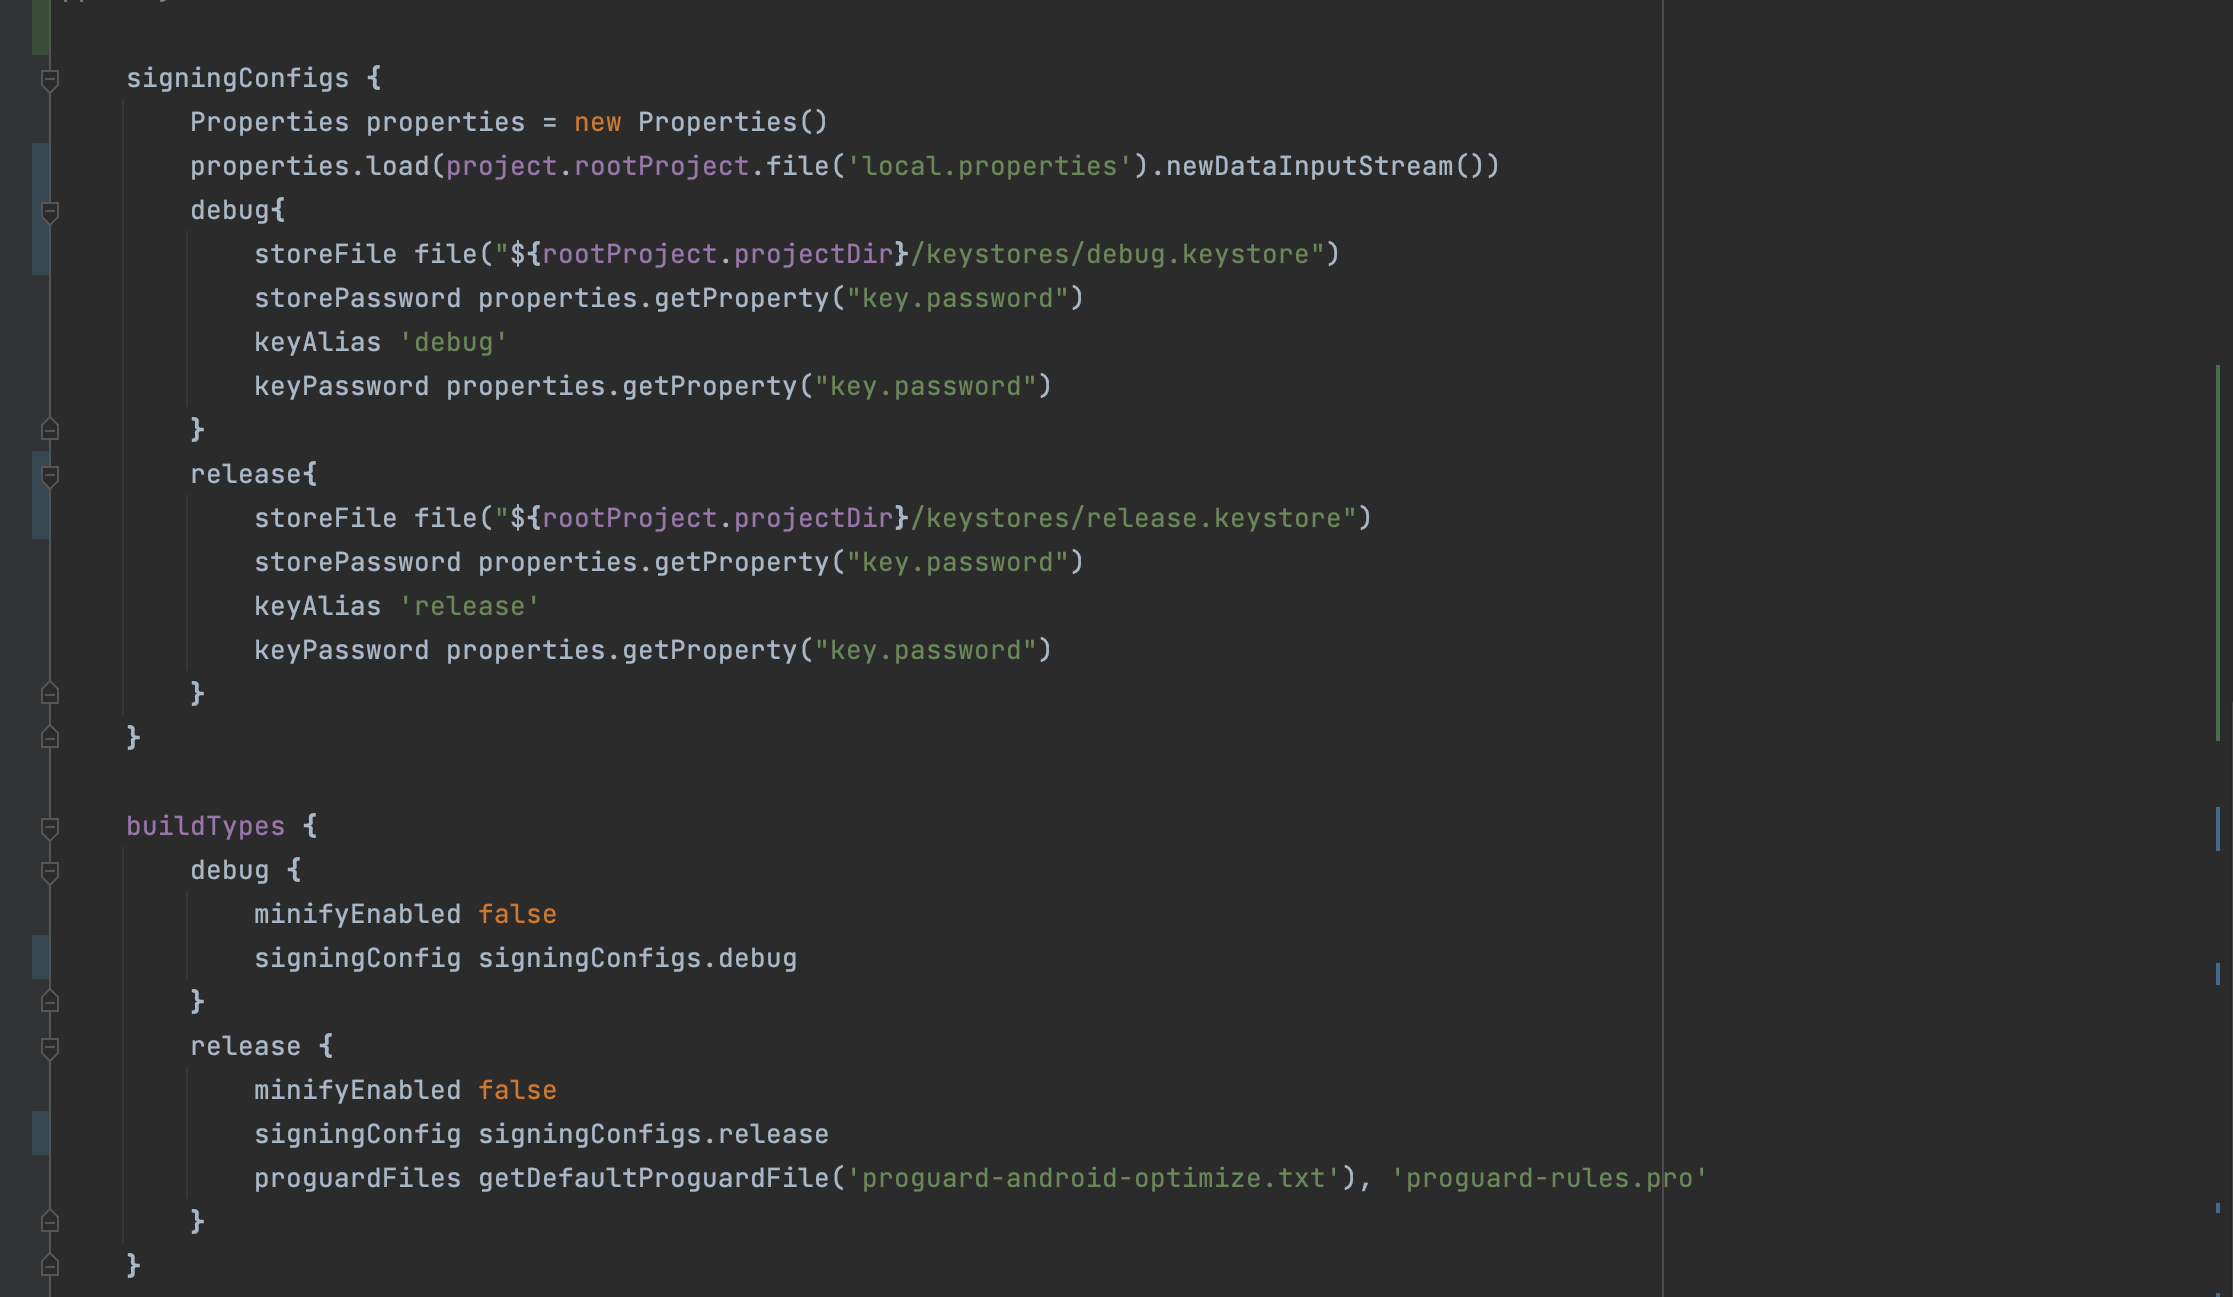 signingConfigs {
Properties properties = new Properties()
properties.load(project.rootProject.file('local.properties').newDataInputStream())
debug{
storeFile file("${rootProject.projectDir}/keystores/debug.keystore")
storePassword properties.getProperty("key.password")
keyAlias 'debug'
keyPassword properties.getProperty("key.password")
}
release{
storeFile file("${rootProject.projectDir}/keystores/release.keystore")
storePassword properties.getProperty("key.password")
keyAlias 'release'
keyPassword properties.getProperty("key.password")
}
}
buildTypes {
debug {
minifyEnabled false
signingConfig signingConfigs.debug
}
release {
minifyEnabled false
signingConfig signingConfigs.release
proguardFiles getDefaultProguardFile('proguard-android-optimize.txt'), 'proguard-rules.pro'
}
}